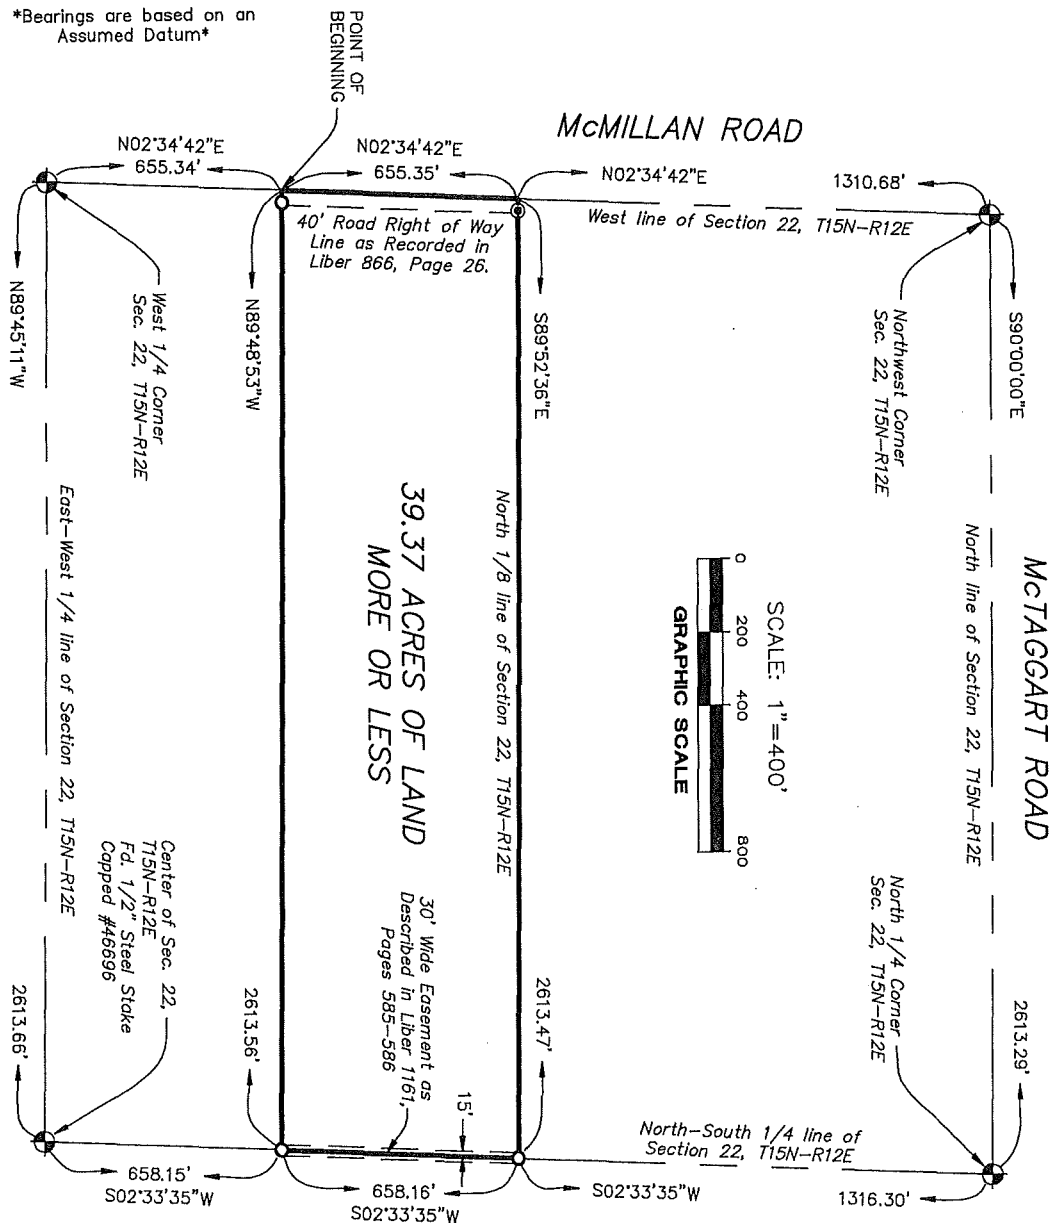 *Bearings are based on an
Assumed Datum*
POINT OF
BEGINNING
McMILLAN ROAD
N02°34'42"E
655.34'
N02°34'42"E
655.35'
N02°34'42"E
1310.68'
West line of Section 22, T15N-R12E
40' Road Right of Way
Line as Recorded in
Liber 866, Page 26.
N89°45'11"W
West 1/4 Corner
Sec. 22, T15N-R12E
N89°48'53"W
S89°52'36"E
Northwest Corner
Sec. 22, T15N-R12E
S90°00'00"E
McTAGGART ROAD
North line of Section 22, T15N-R12E
SCALE: 1"=400'
0 200 400 800
GRAPHIC SCALE
North 1/8 line of Section 22, T15N-R12E
39.37 ACRES OF LAND
MORE OR LESS
East-West 1/4 line of Section 22, T15N-R12E
30' Wide Easement as
Described in Liber 1161,
Pages 585-586
15'
Center of Sec. 22,
T15N-R12E
Fd. 1/2" Steel Stake
Capped #46696
North 1/4 Corner
Sec. 22, T15N-R12E
2613.66'
2613.56'
2613.47'
2613.29'
North-South 1/4 line of
Section 22, T15N-R12E
658.15'
S02°33'35"W
658.16'
S02°33'35"W
S02°33'35"W
1316.30'